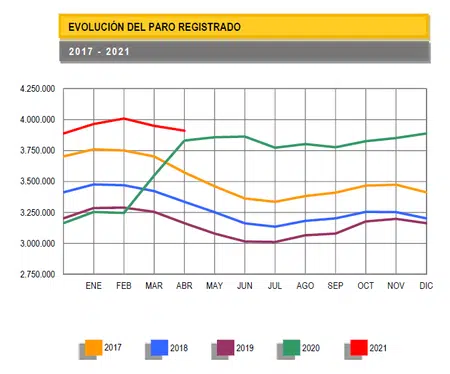 EVOLUCIÓN DEL PARO REGISTRADO
2017 - 2021
4.250.000
4.000.000
3.750.000
3.500.000
3.250.000
3.000.000
2.750.000
ENE FEB MAR ABR MAY JUN JUL AGO SEP OCT NOV DIC
2017 2018 2019 2020 2021